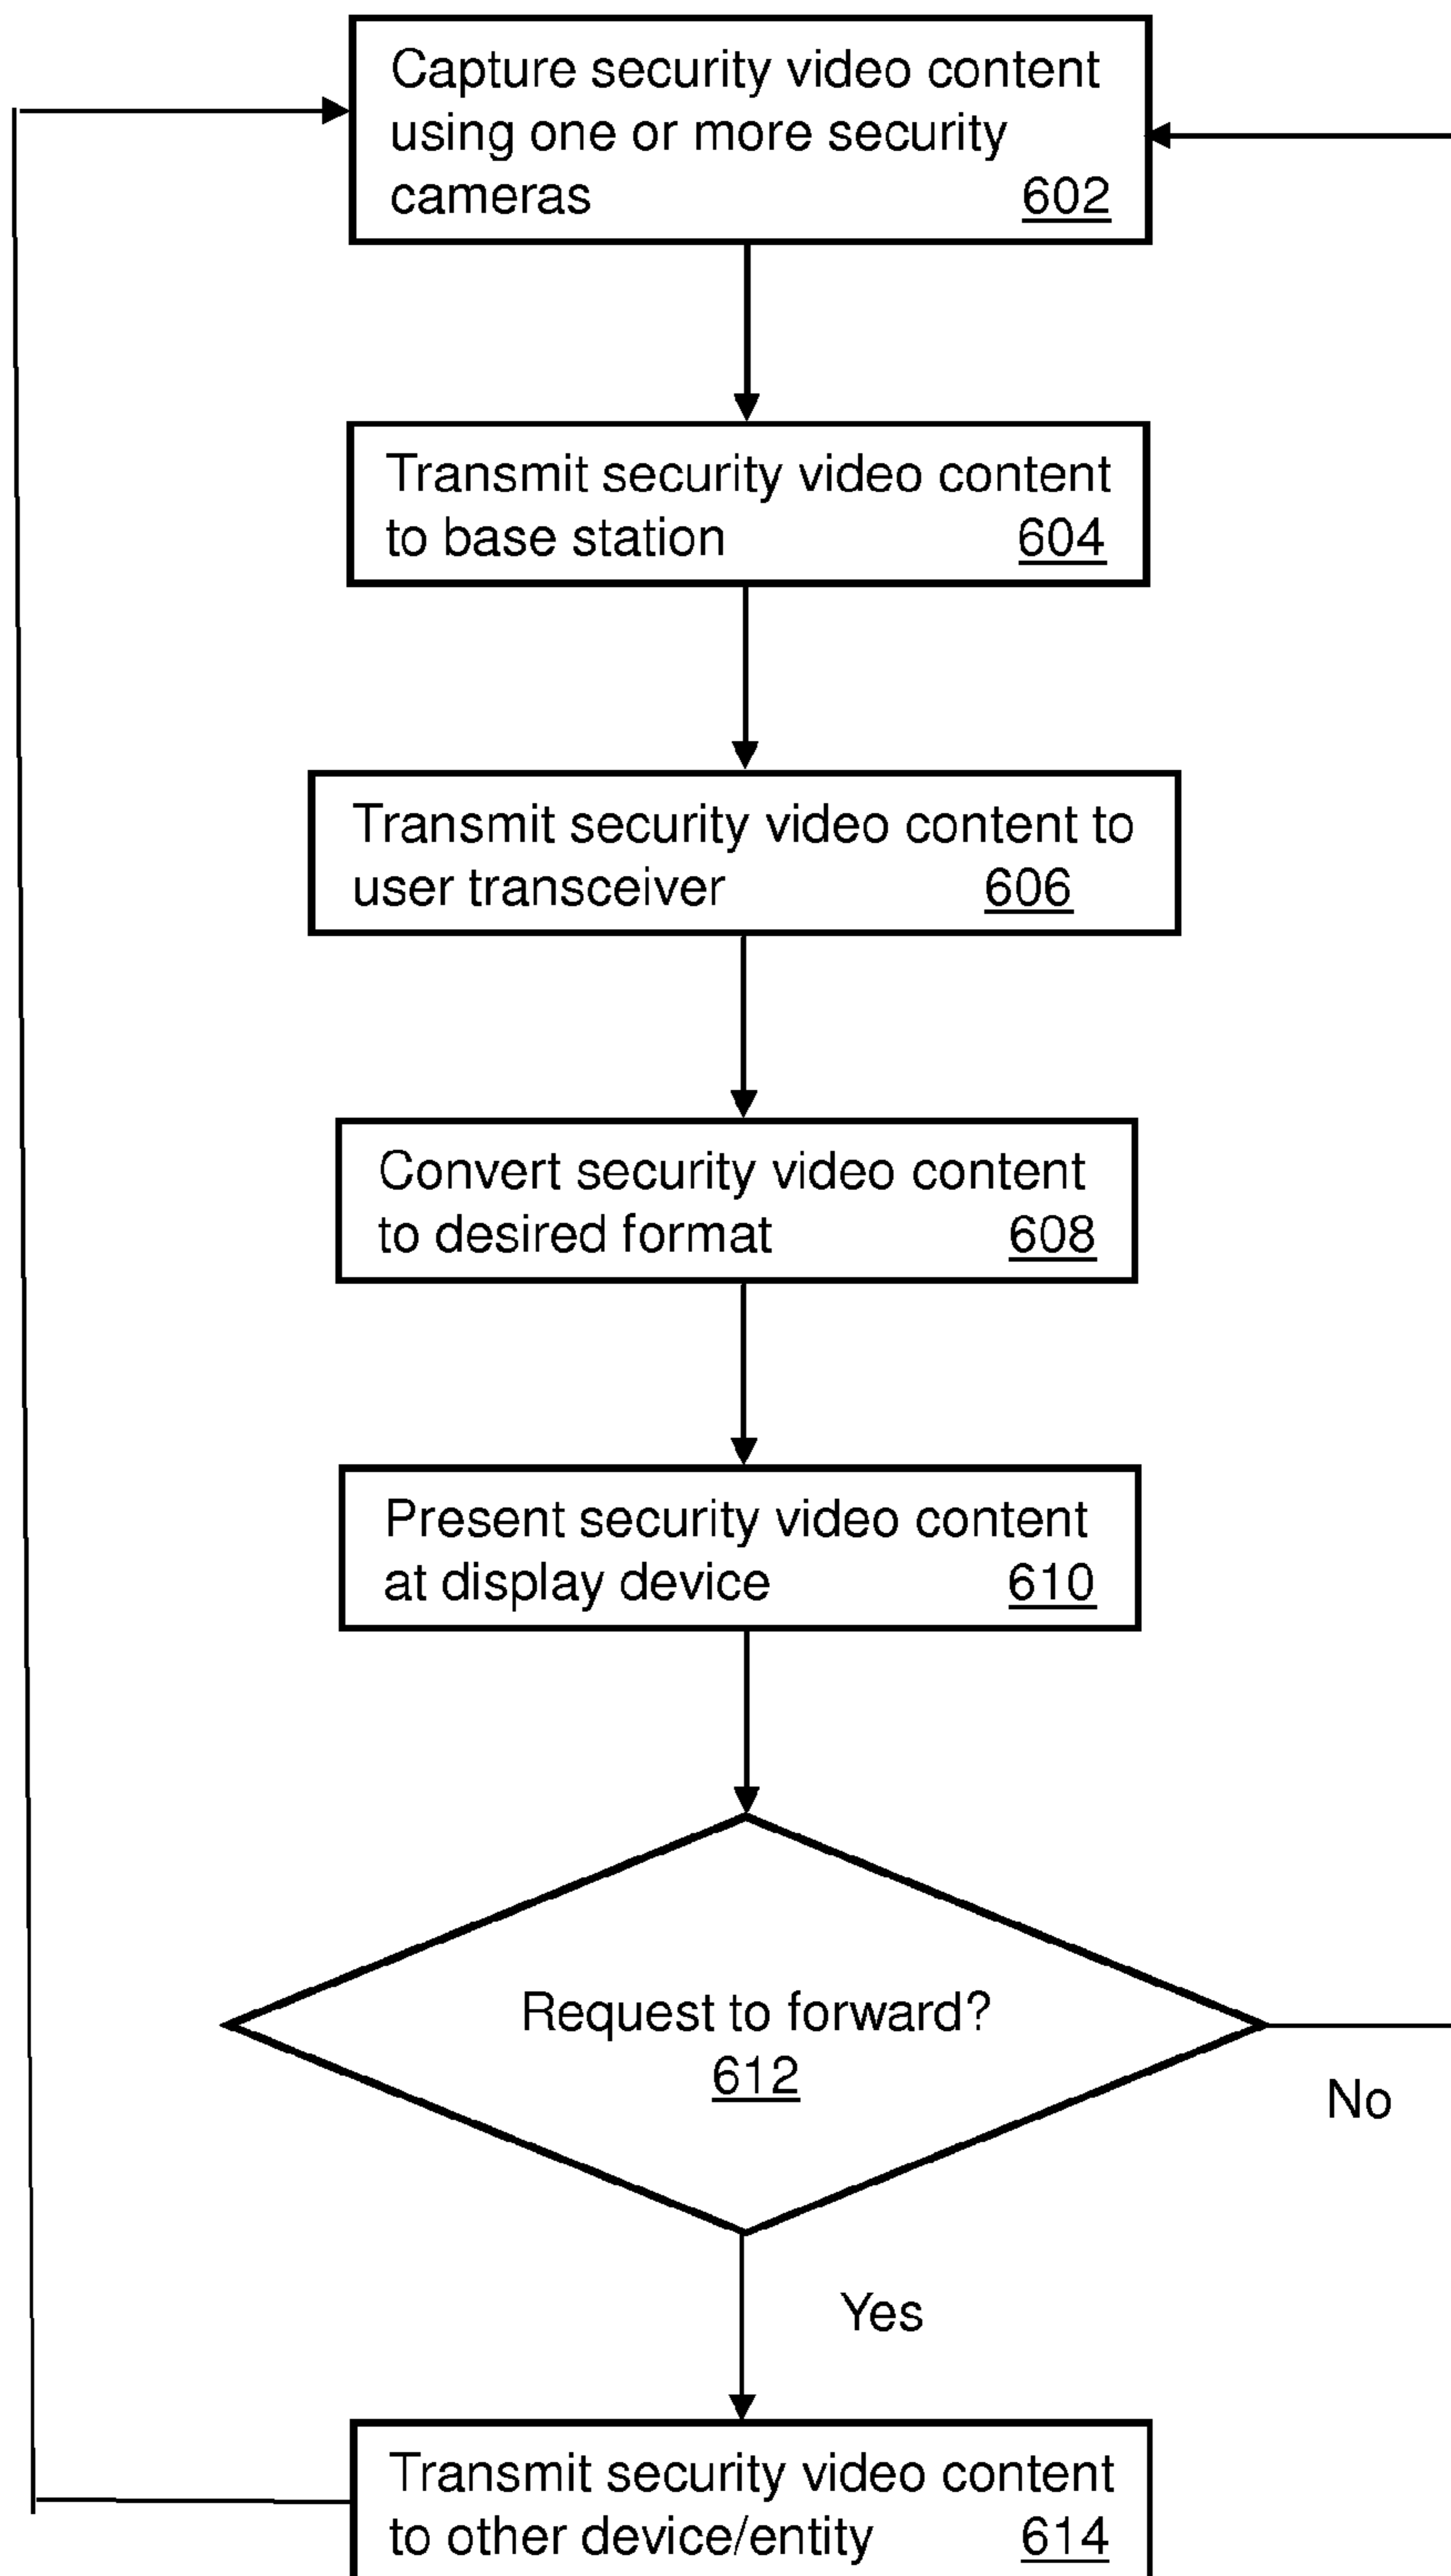 Capture security video content
using one or more security
cameras 602
Transmit security video content
to base station 604
Transmit security video content to
user transceiver 606
Convert security video content
to desired format 608
Present security video content
at display device 610
Request to forward?
612
No
Yes
Transmit security video content
to other device/entity 614